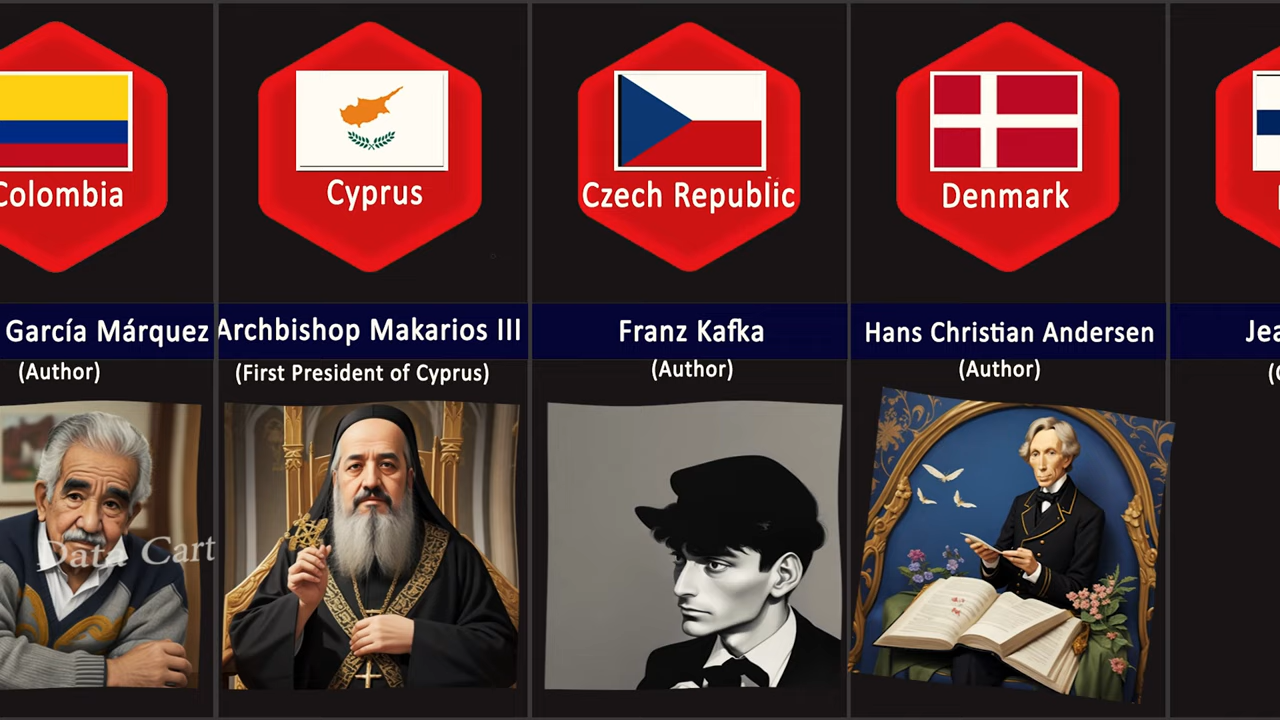 Colombia
García Márquez
(Author)
Data Cart
Cyprus
Archbishop Makarios III
(First President of Cyprus)
Czech Republic
Franz Kafka
(Author)
Denmark
Hans Christian Andersen
(Author)
Jea